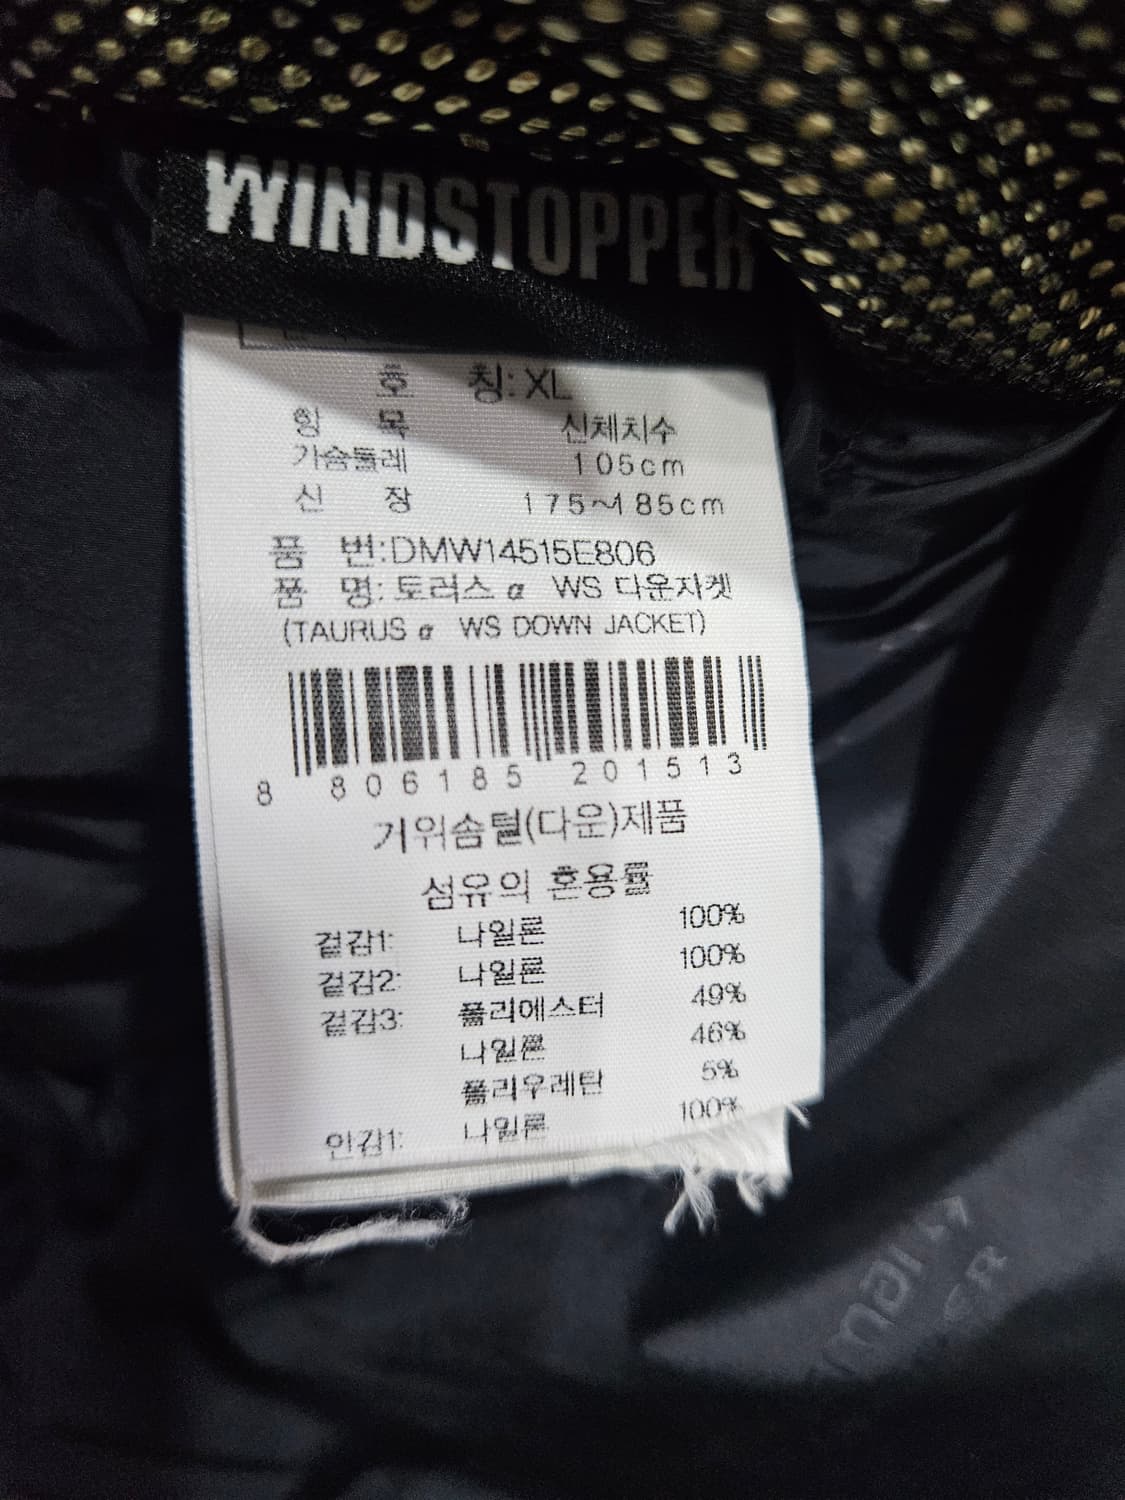 WINDSTOPPER
호 칭: XL
항 목 신체치수
가슴둘레 105cm
신 장 175~185cm
품 번:DMW14515E806
품 명: 토러스 α WS 다운자켓
(TAURUS α WS DOWN JACKET)
8 806185 201513
거위솜털(다운)제품
섬유의 혼용률
겉감1: 나일론 100%
겉감2: 나일론 100%
겉감3: 폴리에스터 49%
나일론 46%
폴리우레탄 5%
안감1: 나일론 100%